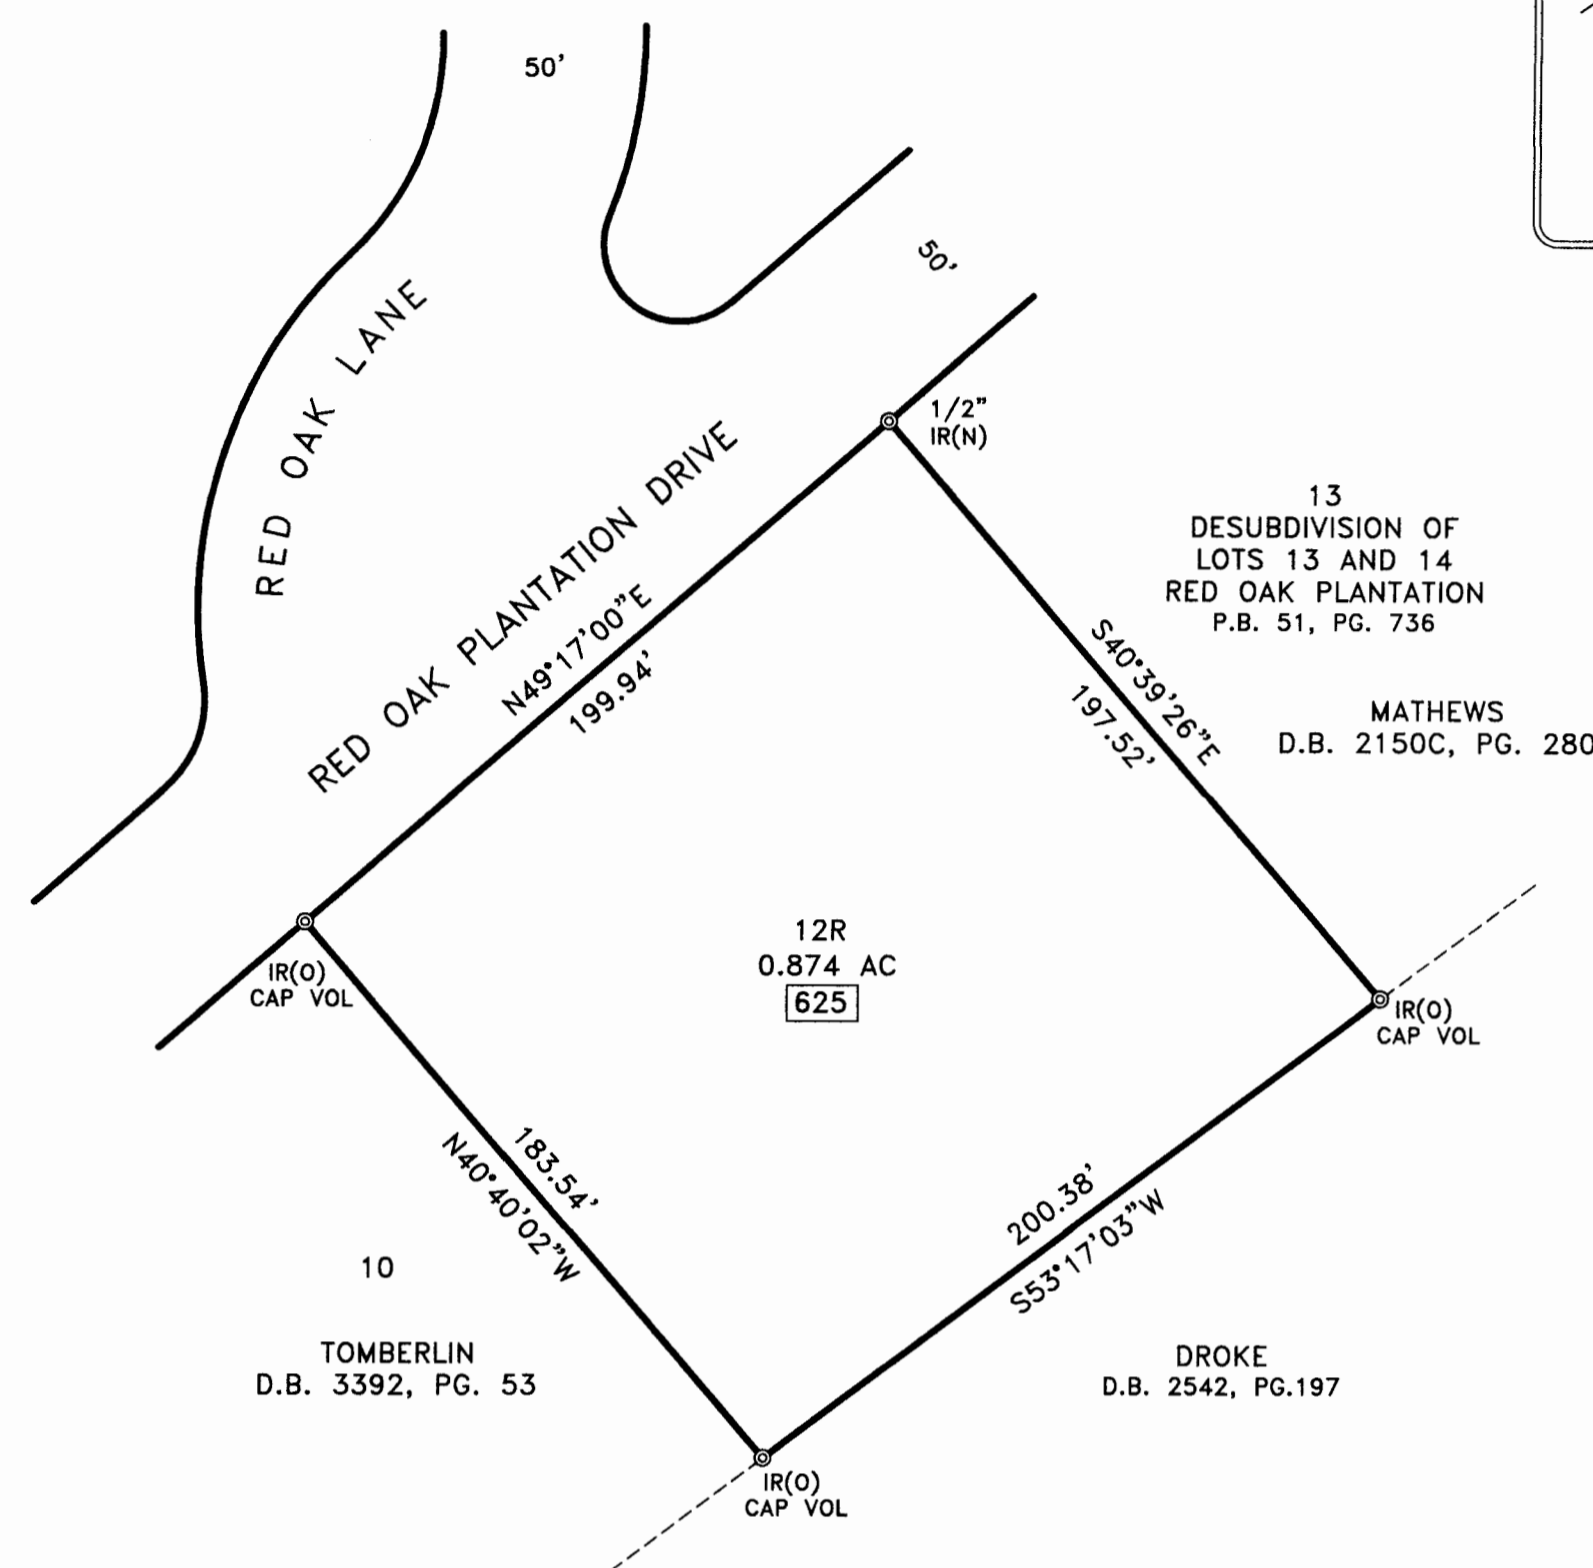 50'
50'
RED OAK LANE
1/2"
IR(N)
RED OAK PLANTATION DRIVE
N49°17'00"E
199.94'
13
DESUBDIVISION OF
LOTS 13 AND 14
RED OAK PLANTATION
P.B. 51, PG. 736
S40°39'26"E
197.52'
MATHEWS
D.B. 2150C, PG. 280
12R
0.874 AC
625
IR(O)
CAP VOL
IR(O)
CAP VOL
183.54'
N40°40'02"W
200.38'
S53°17'03"W
10
TOMBERLIN
D.B. 3392, PG. 53
DROKE
D.B. 2542, PG.197
IR(O)
CAP VOL